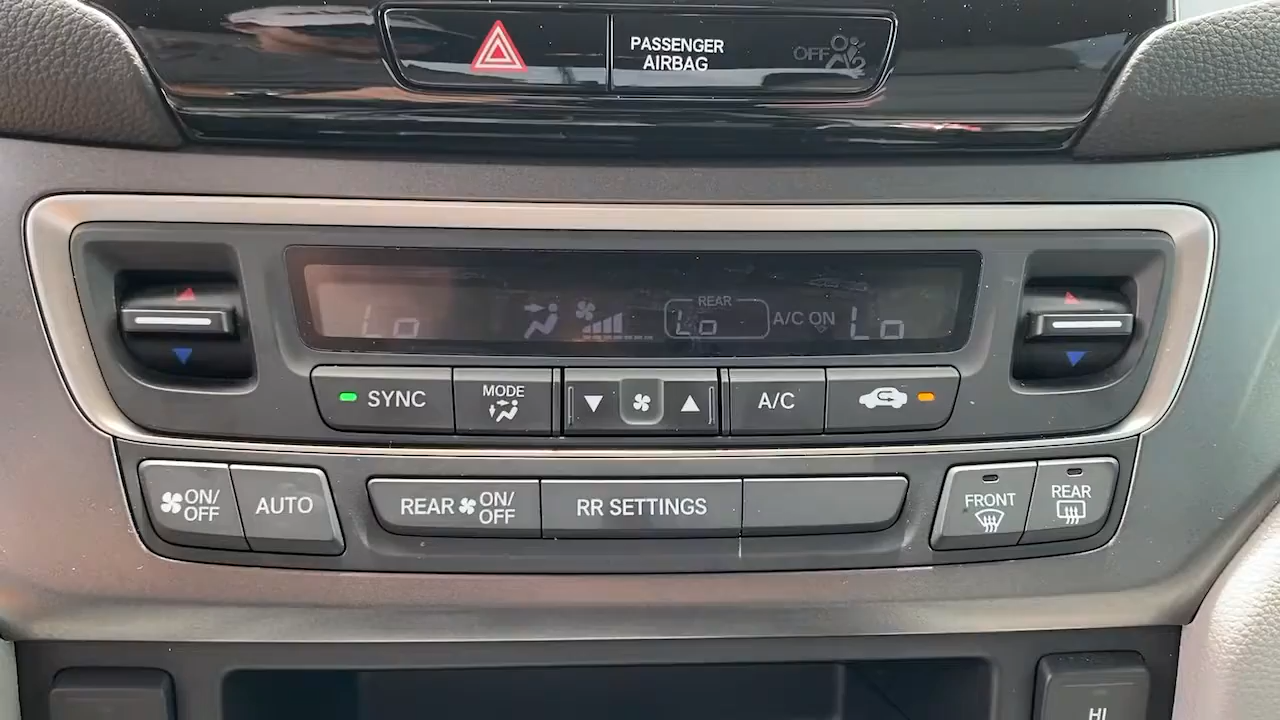 PASSENGER
AIRBAG
OFF
2
REAR
Lo
Lo
A/C ON
Lo
SYNC
MODE
A/C
ON/
OFF
AUTO
REAR ON/
OFF
RR SETTINGS
FRONT
REAR
HI